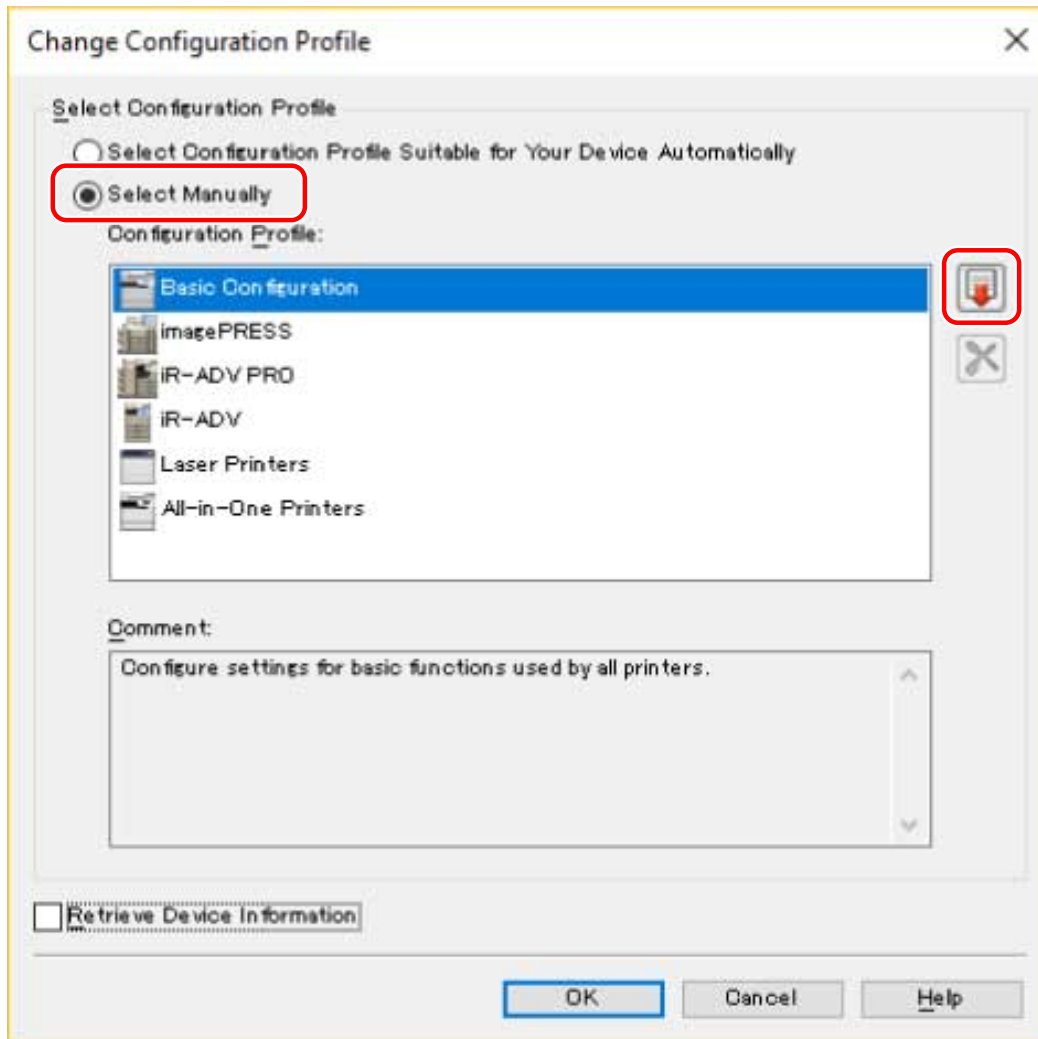 Change Configuration Profile
Select Configuration Profile
Select Configuration Profile Suitable for Your Device Automatically
Select Manually
Configuration Profile:
Basic Configuration
imagePRESS
iR-ADV PRO
iR-ADV
Laser Printers
All-in-One Printers
Comment:
Configure settings for basic functions used by all printers.
Retrieve Device Information
OK
Cancel
Help